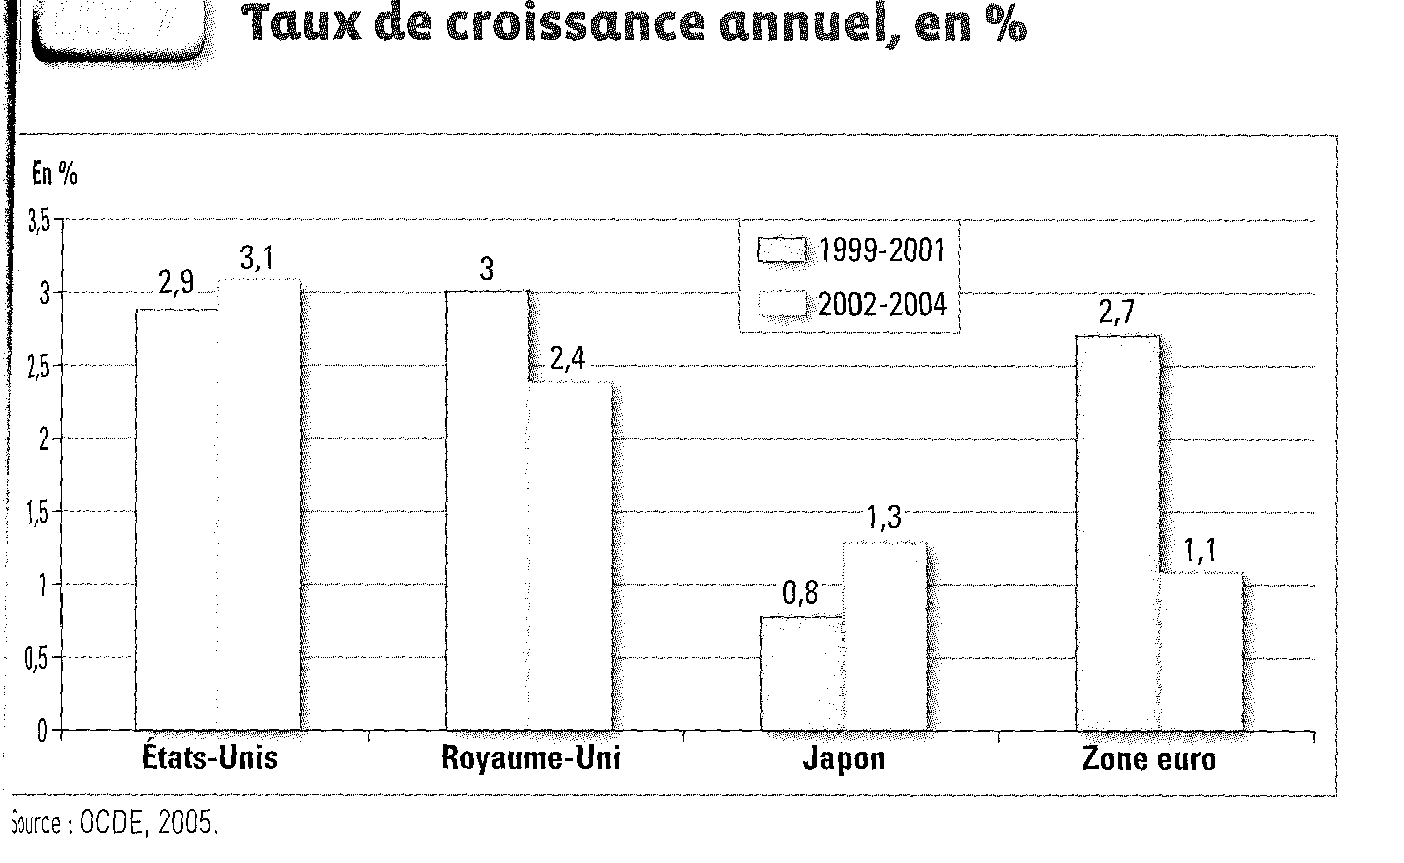 Taux de croissance annuel, en %
En %
3,5
3
2,5
2
1,5
1
0,5
0
2,9
3,1
3
2,4
0,8
1,3
2,7
1,1
1999-2001
2002-2004
États-Unis
Royaume-Uni
Japon
Zone euro
Source : OCDE, 2005.